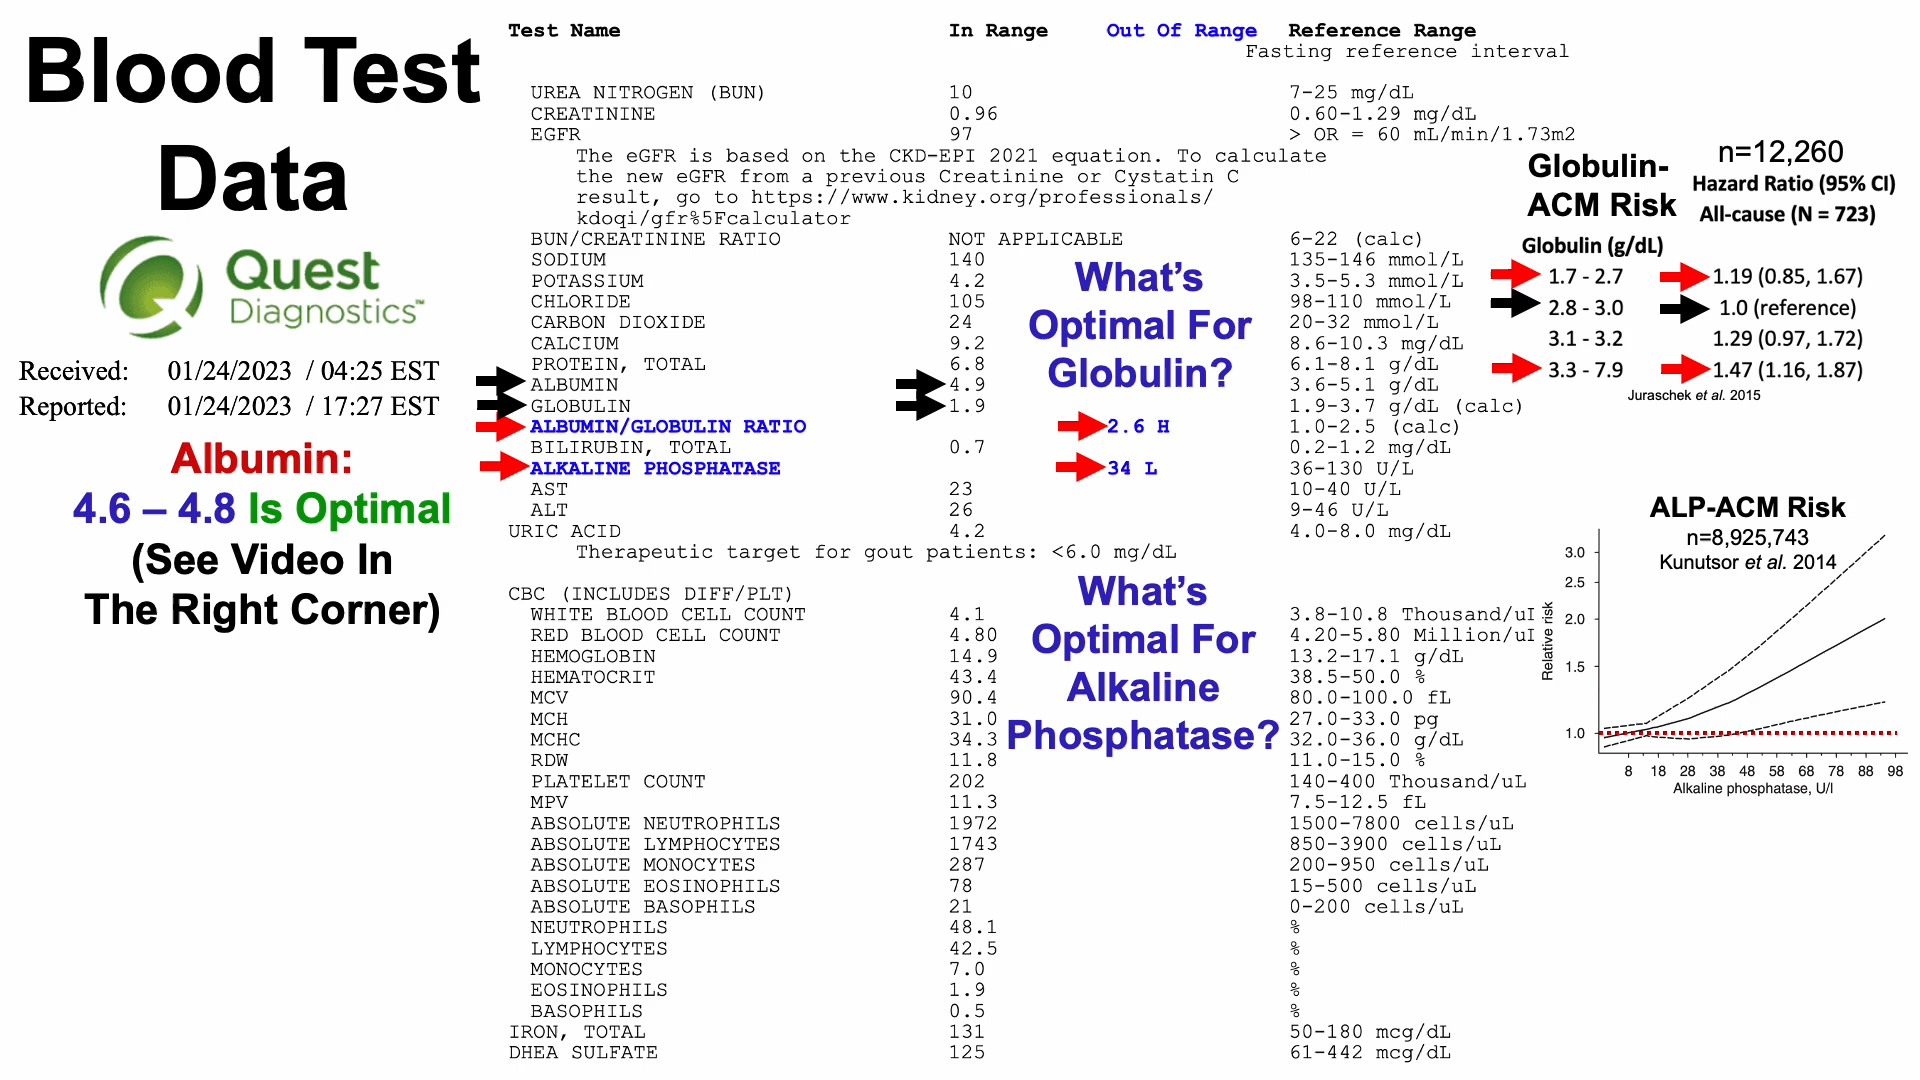 Blood Test
Data
Quest
Diagnostics™
Received: 01/24/2023 / 04:25 EST
Reported: 01/24/2023 / 17:27 EST
Albumin:
4.6 – 4.8 Is Optimal
(See Video In
The Right Corner)
Test Name In Range Out Of Range Reference Range
Fasting reference interval
UREA NITROGEN (BUN) 10 7-25 mg/dL
CREATININE 0.96 0.60-1.29 mg/dL
EGFR 97 > OR = 60 mL/min/1.73m2
The eGFR is based on the CKD-EPI 2021 equation. To calculate
the new eGFR from a previous Creatinine or Cystatin C
result, go to https://www.kidney.org/professionals/
kdoqi/gfr%5Fcalculator
BUN/CREATININE RATIO NOT APPLICABLE 6-22 (calc)
SODIUM 140 135-146 mmol/L
POTASSIUM 4.2 3.5-5.3 mmol/L
CHLORIDE 105 98-110 mmol/L
CARBON DIOXIDE 24 20-32 mmol/L
CALCIUM 9.2 8.6-10.3 mg/dL
PROTEIN, TOTAL 6.8 6.1-8.1 g/dL
ALBUMIN 4.9 3.6-5.1 g/dL
GLOBULIN 1.9 1.9-3.7 g/dL (calc)
ALBUMIN/GLOBULIN RATIO 2.6 H 1.0-2.5 (calc)
BILIRUBIN, TOTAL 0.7 0.2-1.2 mg/dL
ALKALINE PHOSPHATASE 34 L 36-130 U/L
AST 23 10-40 U/L
ALT 26 9-46 U/L
URIC ACID 4.2 4.0-8.0 mg/dL
Therapeutic target for gout patients: <6.0 mg/dL
CBC (INCLUDES DIFF/PLT)
WHITE BLOOD CELL COUNT 4.1 3.8-10.8 Thousand/uI
RED BLOOD CELL COUNT 4.80 4.20-5.80 Million/uI
HEMOGLOBIN 14.9 13.2-17.1 g/dL
HEMATOCRIT 43.4 38.5-50.0 %
MCV 90.4 80.0-100.0 fL
MCH 31.0 27.0-33.0 pg
MCHC 34.3 32.0-36.0 g/dL
RDW 11.8 11.0-15.0 %
PLATELET COUNT 202 140-400 Thousand/uL
MPV 11.3 7.5-12.5 fL
ABSOLUTE NEUTROPHILS 1972 1500-7800 cells/uL
ABSOLUTE LYMPHOCYTES 1743 850-3900 cells/uL
ABSOLUTE MONOCYTES 287 200-950 cells/uL
ABSOLUTE EOSINOPHILS 78 15-500 cells/uL
ABSOLUTE BASOPHILS 21 0-200 cells/uL
NEUTROPHILS 48.1 %
LYMPHOCYTES 42.5 %
MONOCYTES 7.0 %
EOSINOPHILS 1.9 %
BASOPHILS 0.5 %
IRON, TOTAL 131 50-180 mcg/dL
DHEA SULFATE 125 61-442 mcg/dL
What's
Optimal For
Globulin?
What's
Optimal For
Alkaline
Phosphatase?
Globulin-
ACM Risk
n=12,260
Hazard Ratio (95% CI)
All-cause (N = 723)
Globulin (g/dL)
1.7 - 2.7 1.19 (0.85, 1.67)
2.8 - 3.0 1.0 (reference)
3.1 - 3.2 1.29 (0.97, 1.72)
3.3 - 7.9 1.47 (1.16, 1.87)
Juraschek et al. 2015
ALP-ACM Risk
n=8,925,743
Kunutsor et al. 2014
Relative risk
3.0
2.5
2.0
1.5
1.0
8 18 28 38 48 58 68 78 88 98
Alkaline phosphatase, U/l